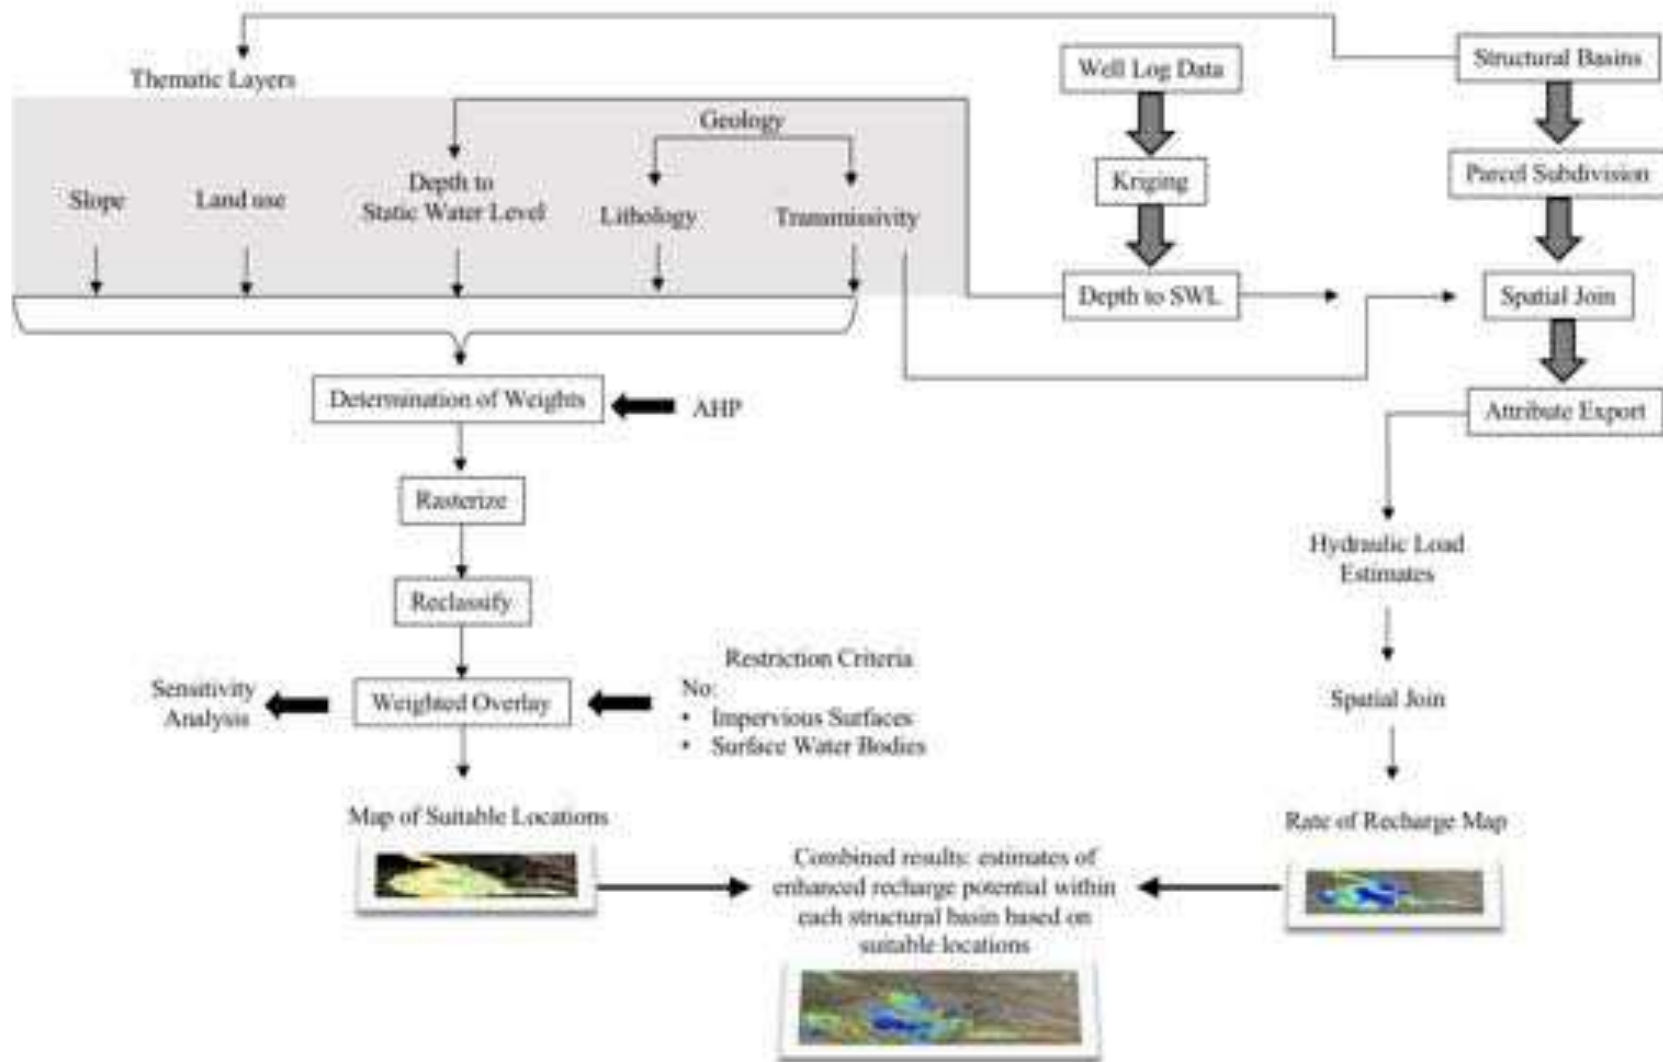 Thematic Layers
Geology
Slope
Land use
Depth to
Static Water Level
Lithology
Transmissivity
Well Log Data
Kriging
Depth to SWL
Structural Basins
Parcel Subdivision
Spatial Join
Attribute Export
Determination of Weights
AHP
Rasterize
Reclassify
Weighted Overlay
Sensitivity
Analysis
Restriction Criteria
No:
• Impervious Surfaces
• Surface Water Bodies
Hydraulic Load
Estimates
Spatial Join
Map of Suitable Locations
Rate of Recharge Map
Combined results: estimates of
enhanced recharge potential within
each structural basin based on
suitable locations